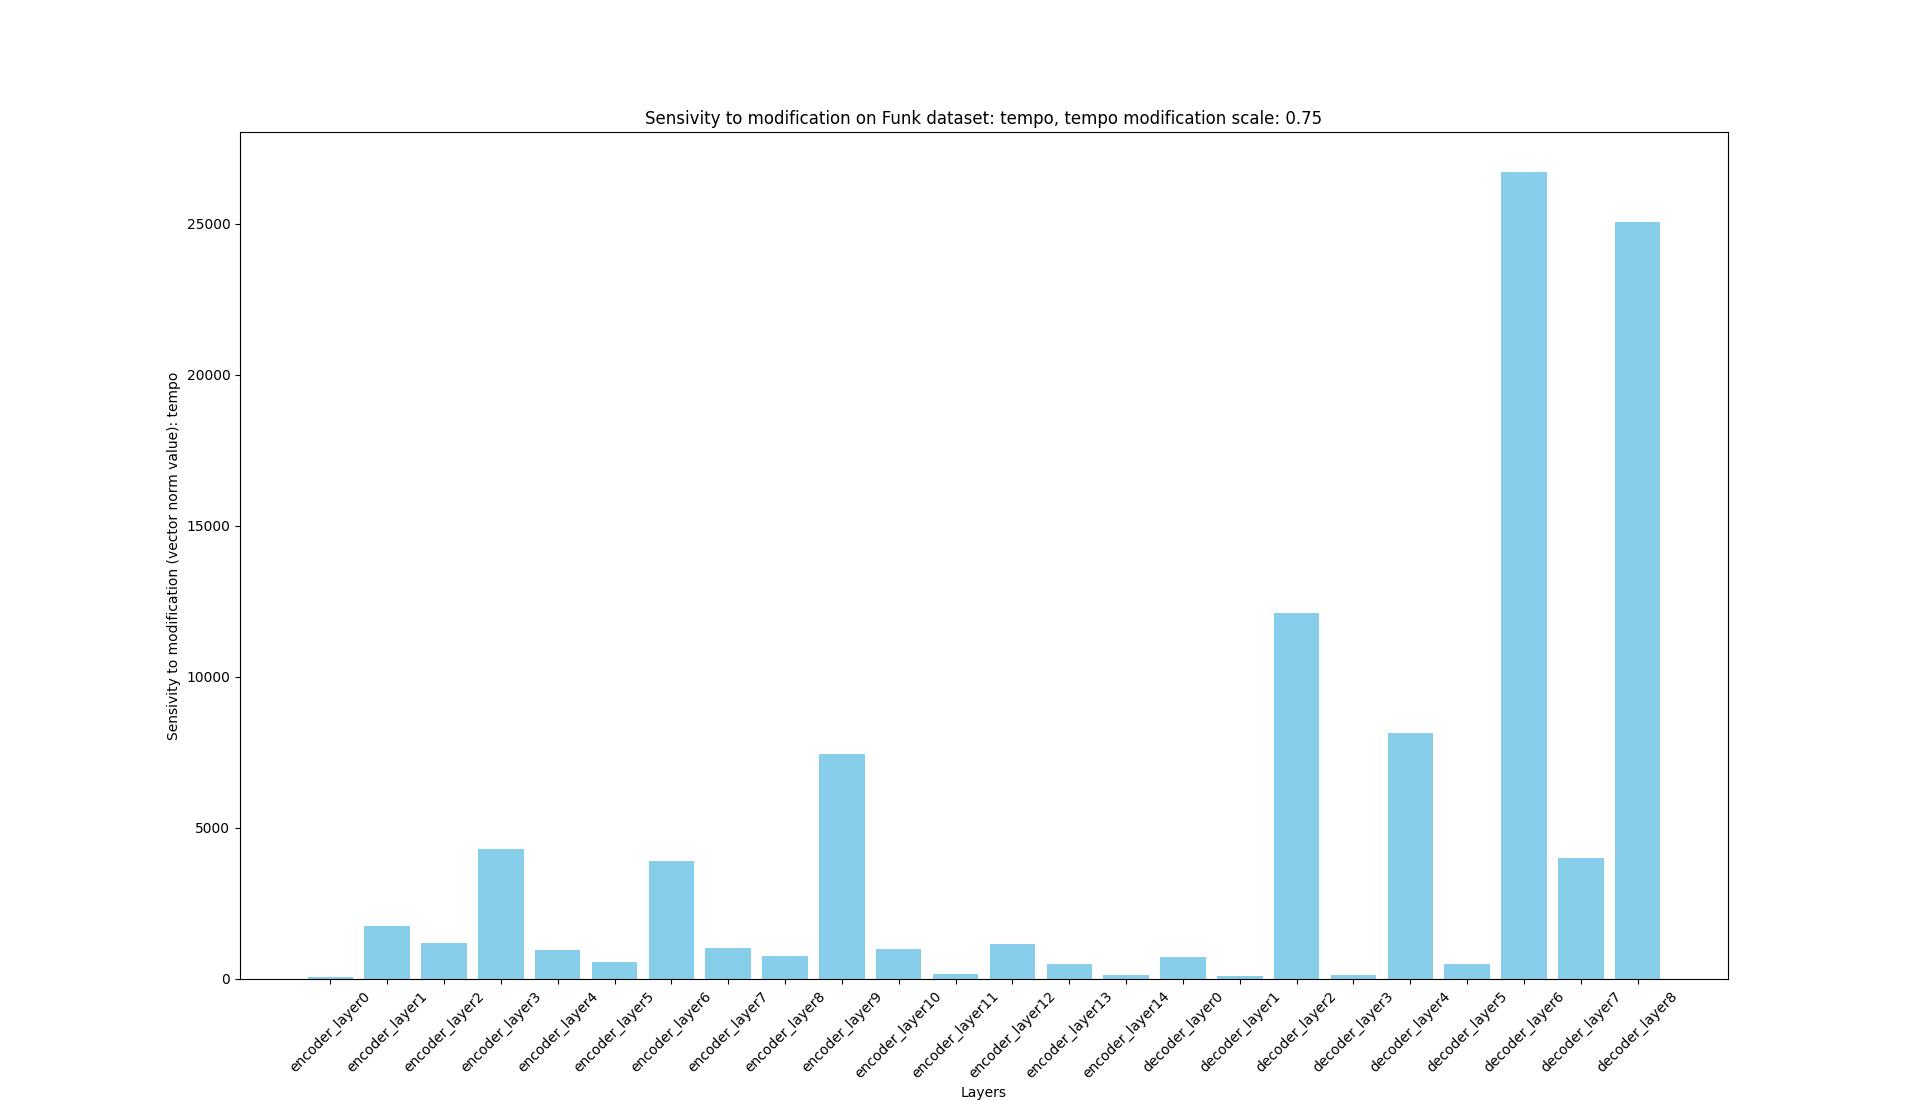 Sensivity to modification on Funk dataset: tempo, tempo modification scale: 0.75
Sensivity to modification (vector norm value): tempo
25000
20000
15000
10000
5000
0
encoder_layer0
encoder_layer1
encoder_layer2
encoder_layer3
encoder_layer4
encoder_layer5
encoder_layer6
encoder_layer7
encoder_layer8
encoder_layer9
encoder_layer10
encoder_layer11
encoder_layer12
encoder_layer13
encoder_layer14
decoder_layer0
decoder_layer1
decoder_layer2
decoder_layer3
decoder_layer4
decoder_layer5
decoder_layer6
decoder_layer7
decoder_layer8
Layers